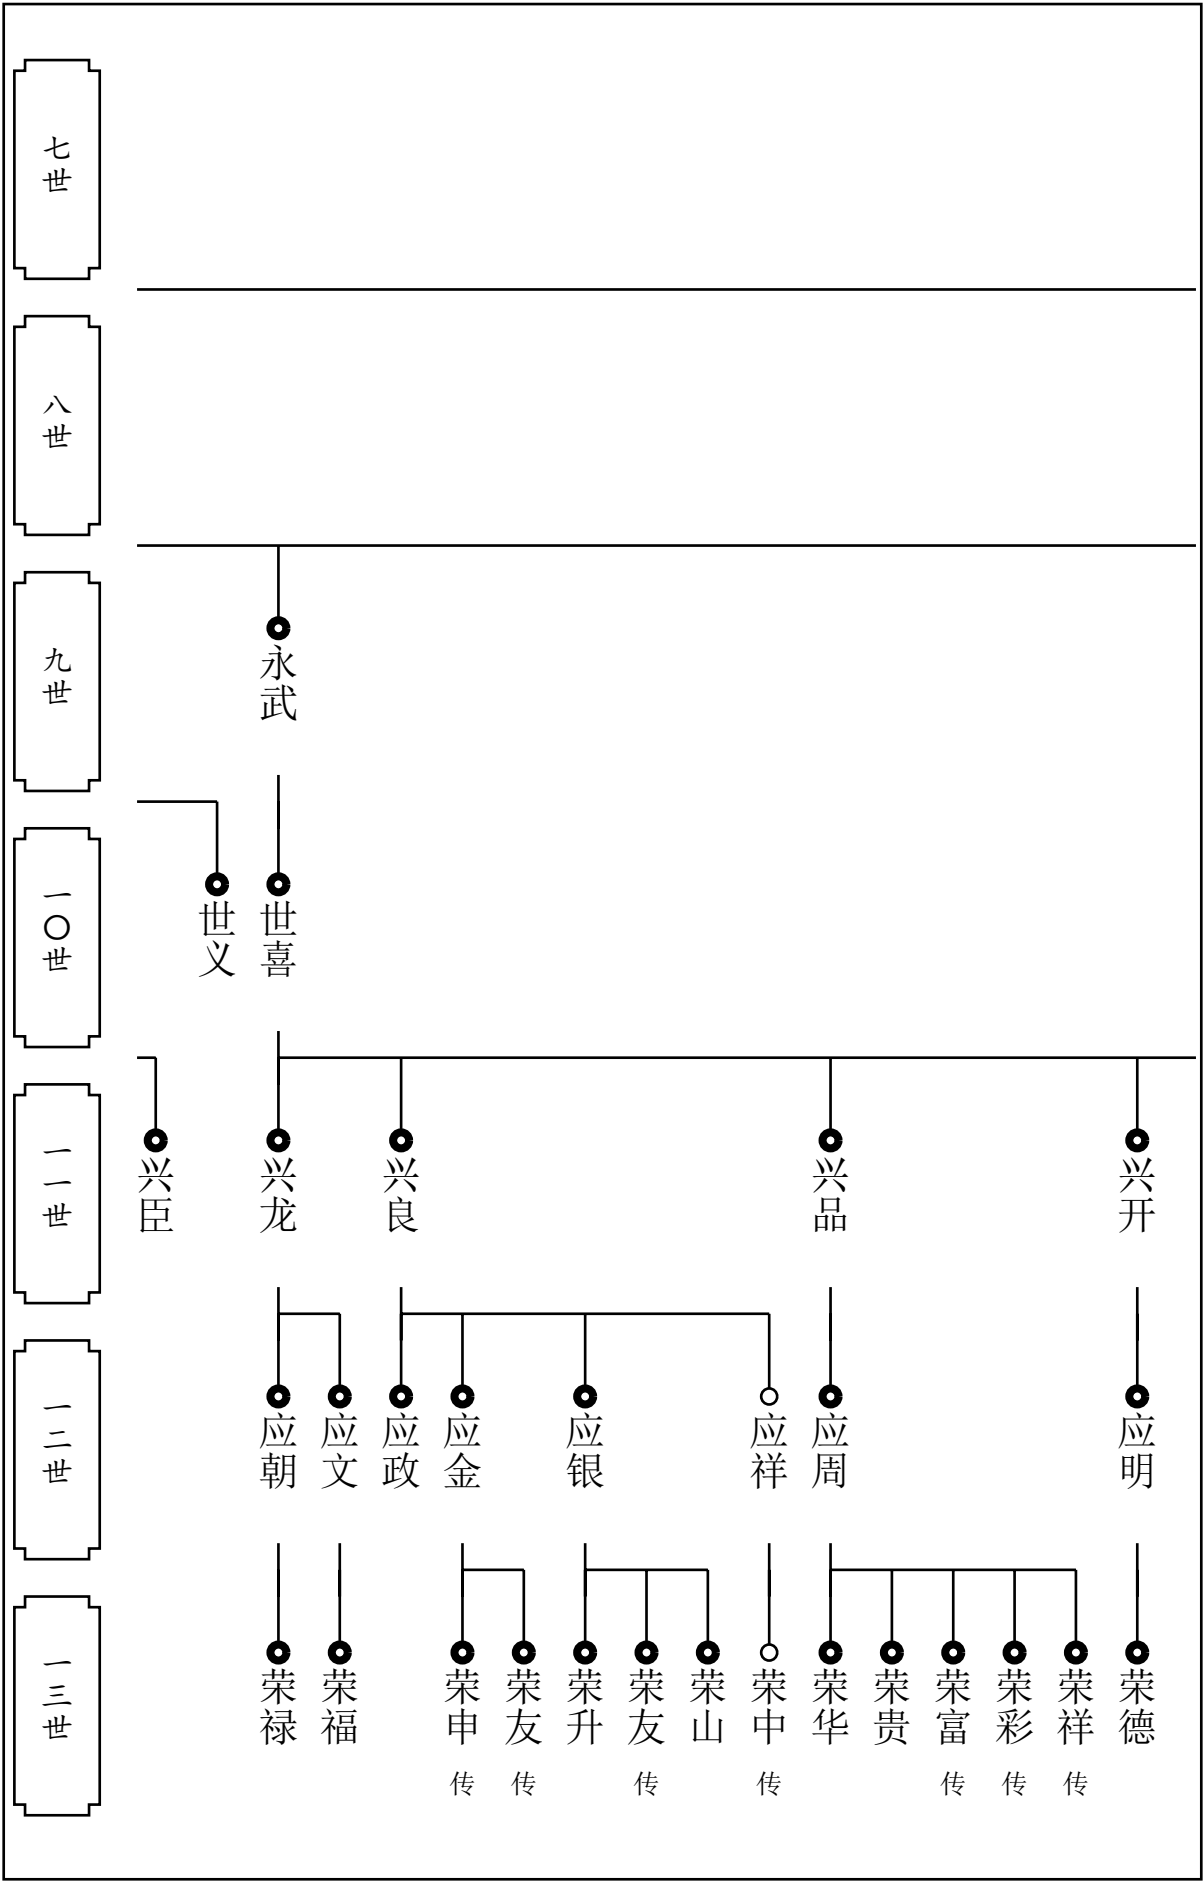 七世
八世
九世
永武
一〇世
世义
世喜
一一世
兴臣
兴龙
兴良
兴品
兴开
一二世
应朝
应文
应政
应金
应银
应祥
应周
应明
一三世
荣禄
荣福
荣申
荣友
荣升
荣友
荣山
荣中
荣华
荣贵
荣富
荣彩
荣祥
荣德
传
传
传
传
传
传
传